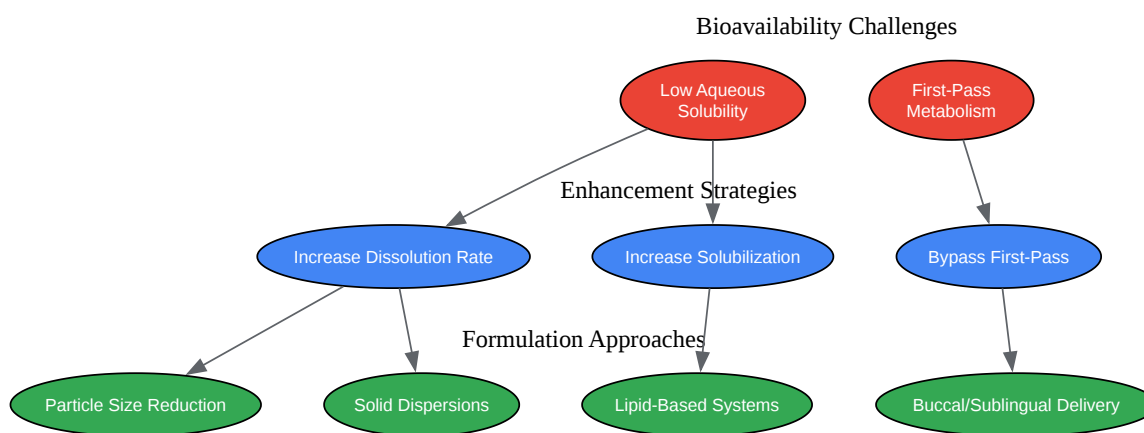 Bioavailability Challenges
Low Aqueous
Solubility
First-Pass
Metabolism
Enhancement Strategies
Increase Dissolution Rate
Increase Solubilization
Bypass First-Pass
Formulation Approaches
Particle Size Reduction
Solid Dispersions
Lipid-Based Systems
Buccal/Sublingual Delivery